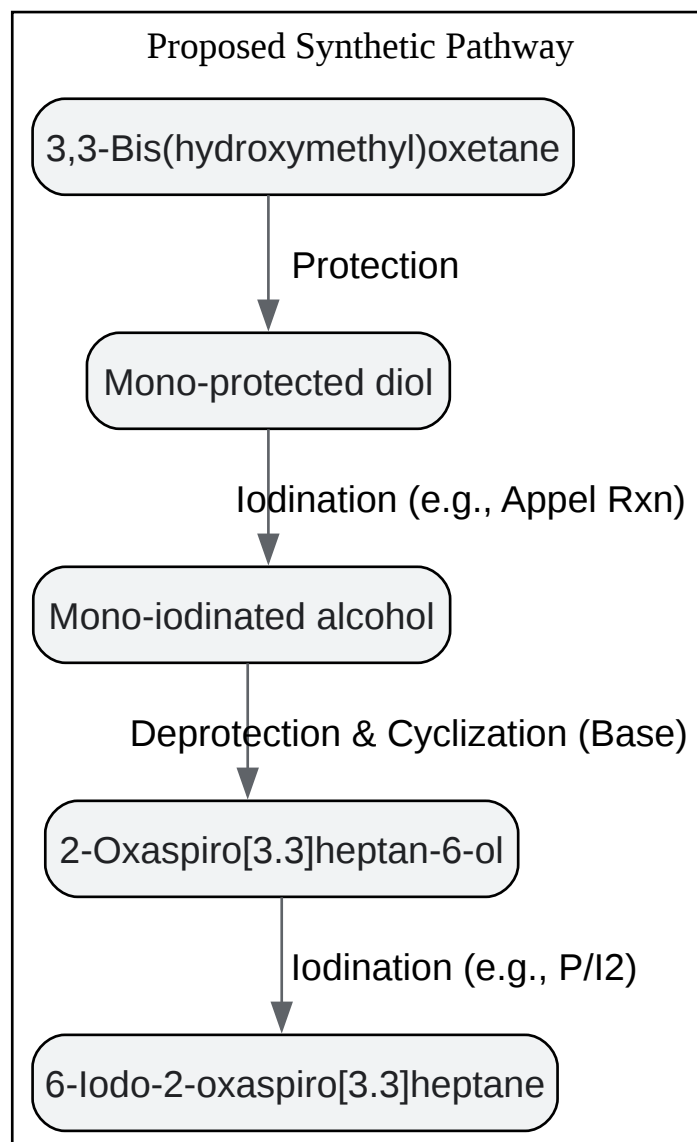 Proposed Synthetic Pathway
3,3-Bis(hydroxymethyl)oxetane
Protection
Mono-protected diol
Iodination (e.g., Appel Rxn)
Mono-iodinated alcohol
Deprotection & Cyclization (Base)
2-Oxaspiro[3.3]heptan-6-ol
Iodination (e.g., P/I2)
6-Iodo-2-oxaspiro[3.3]heptane